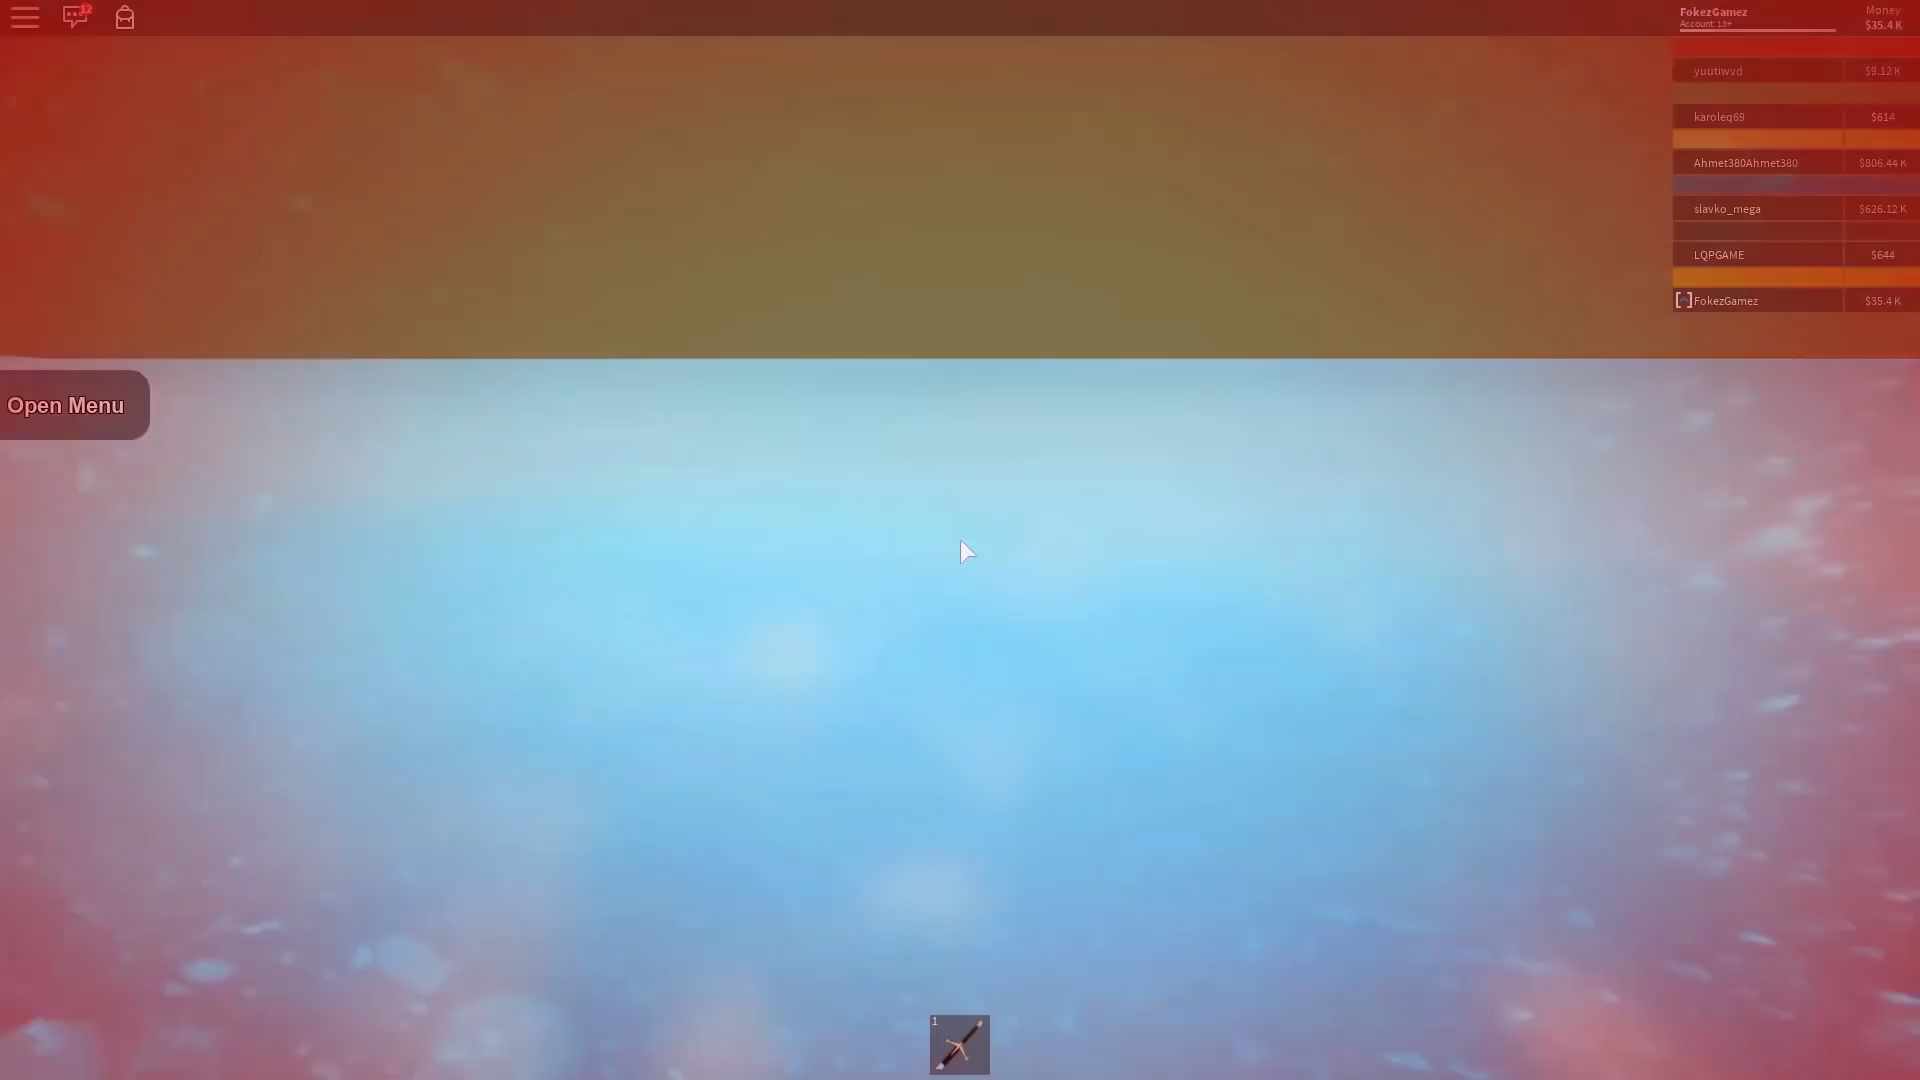 12
FokezGamez
Account: 13+
Money
$35.4 K
yuutiwvd
$9.12 K
karoleq69
$614
Ahmet380Ahmet380
$806.44 K
slavko_mega
$626.12 K
LQPGAME
$644
FokezGamez
$35.4 K
Open Menu
1